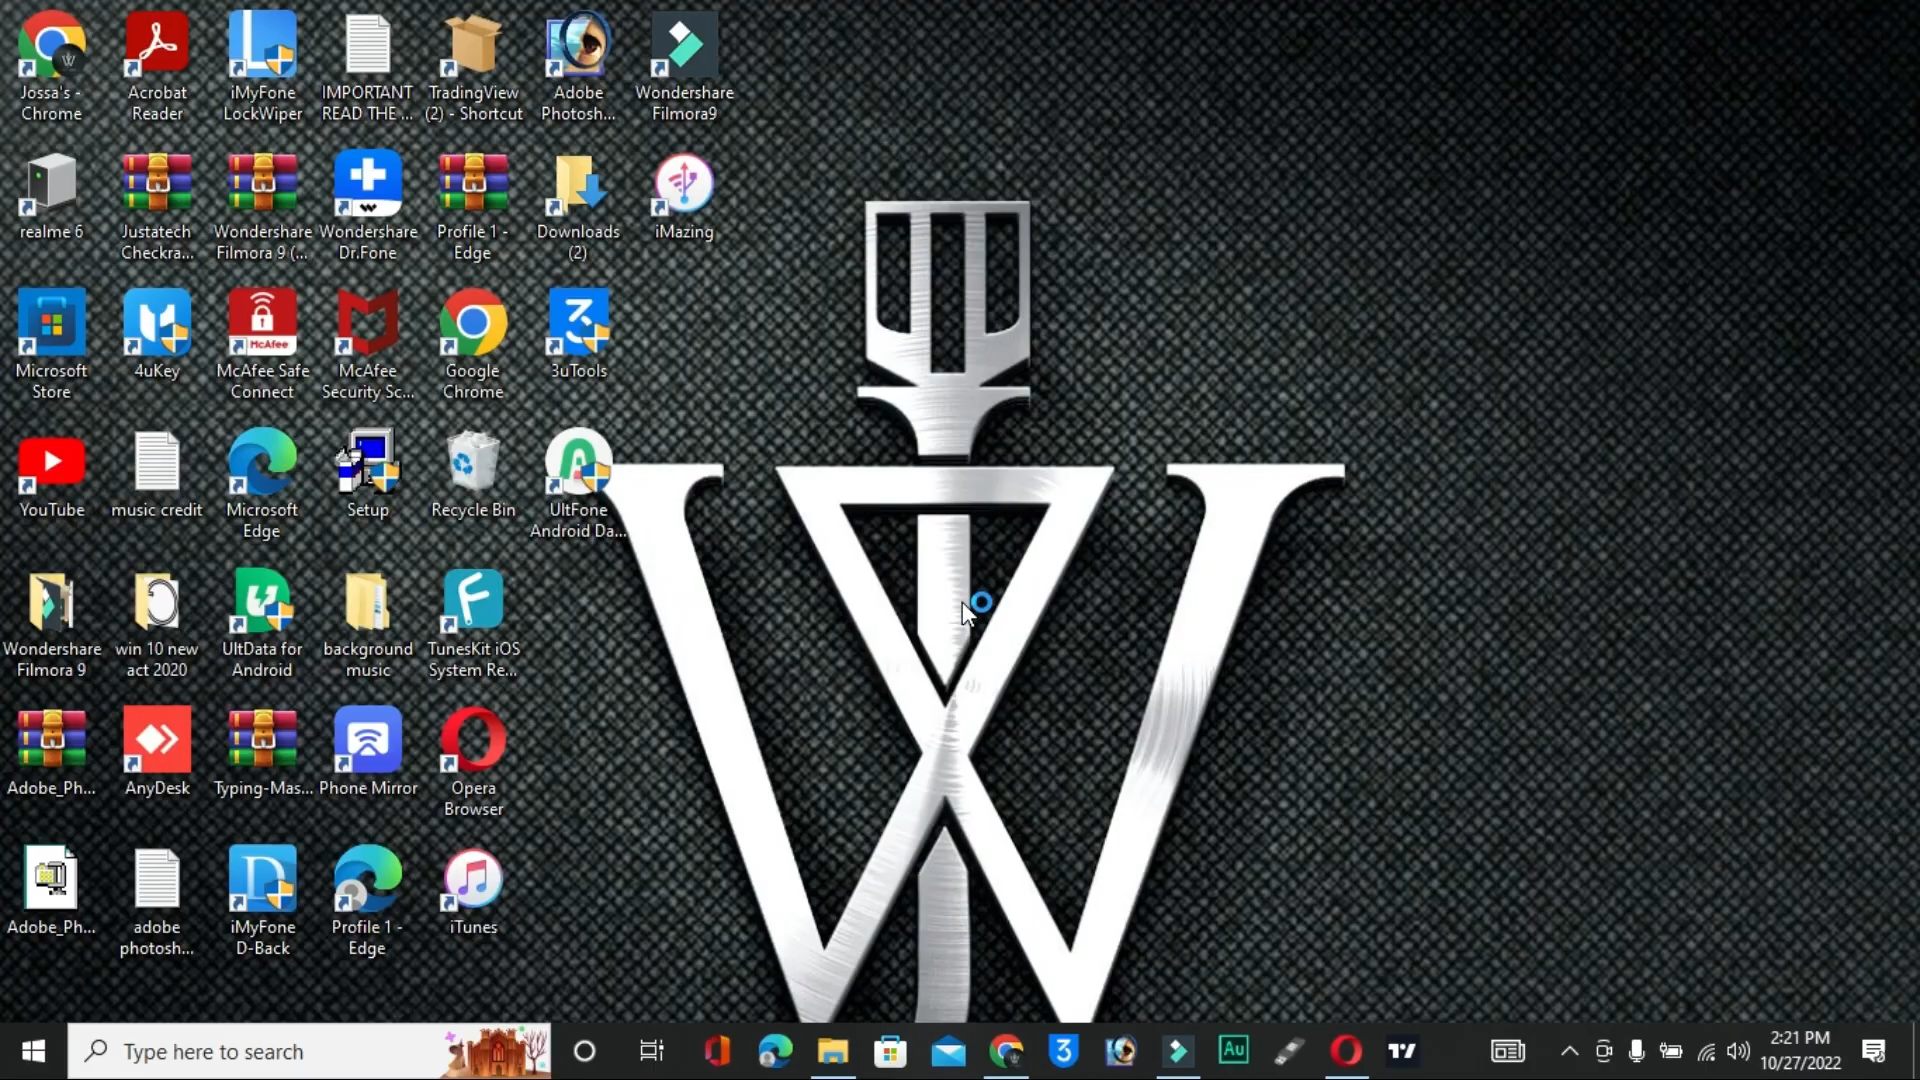 Jossa's -
Chrome
Acrobat
Reader
iMyFone
LockWiper
IMPORTANT
READ THE ...
TradingView
(2) - Shortcut
Adobe
Photosh...
Wondershare
Filmora9
realme 6
Justatech
Checkra...
Wondershare
Filmora 9 (...
Wondershare
Dr.Fone
Profile 1 -
Edge
Downloads
(2)
iMazing
Microsoft
Store
4uKey
McAfee
McAfee Safe
Connect
McAfee
Security Sc...
Google
Chrome
3uTools
YouTube
music credit
Microsoft
Edge
Setup
Recycle Bin
UltFone
Android Da...
Wondershare
Filmora 9
win 10 new
act 2020
UltData for
Android
background
music
TunesKit iOS
System Re...
Adobe_Ph...
AnyDesk
Typing-Mas...
Phone Mirror
Opera
Browser
Adobe_Ph...
adobe
photosh...
iMyFone
D-Back
Profile 1 -
Edge
iTunes
W
Type here to search
3
Au
2:21 PM
10/27/2022